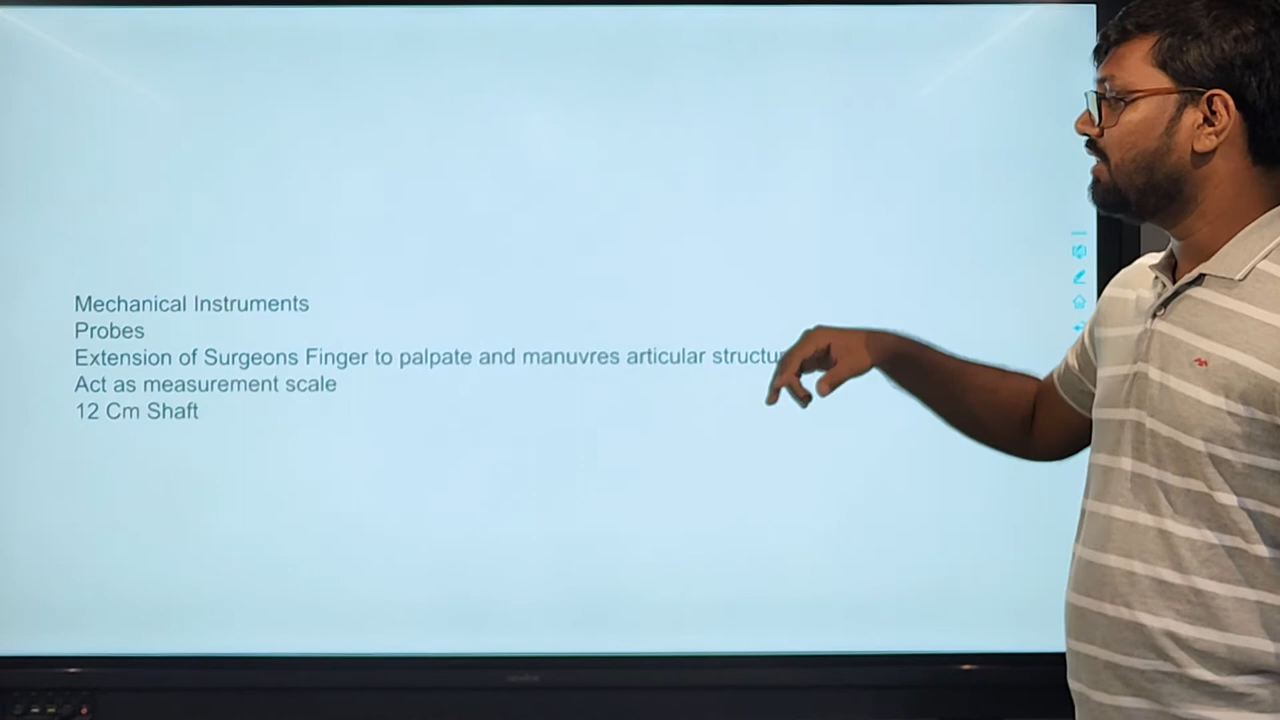 Mechanical Instruments
Probes
Extension of Surgeons Finger to palpate and manuvres articular
Act as measurement scale
12 Cm Shaft